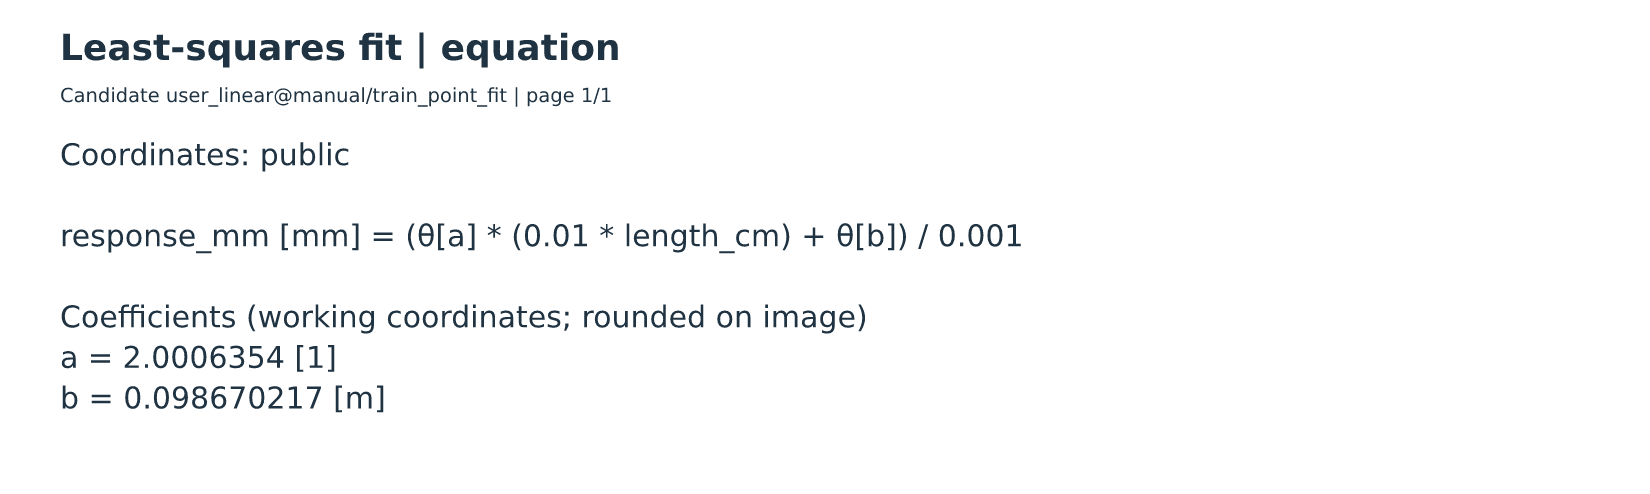 Least-squares fit | equation
Candidate user_linear@manual/train_point_fit | page 1/1
Coordinates: public
response_mm [mm] = (θ[a] * (0.01 * length_cm) + θ[b]) / 0.001
Coefficients (working coordinates; rounded on image)
a = 2.0006354 [1]
b = 0.098670217 [m]